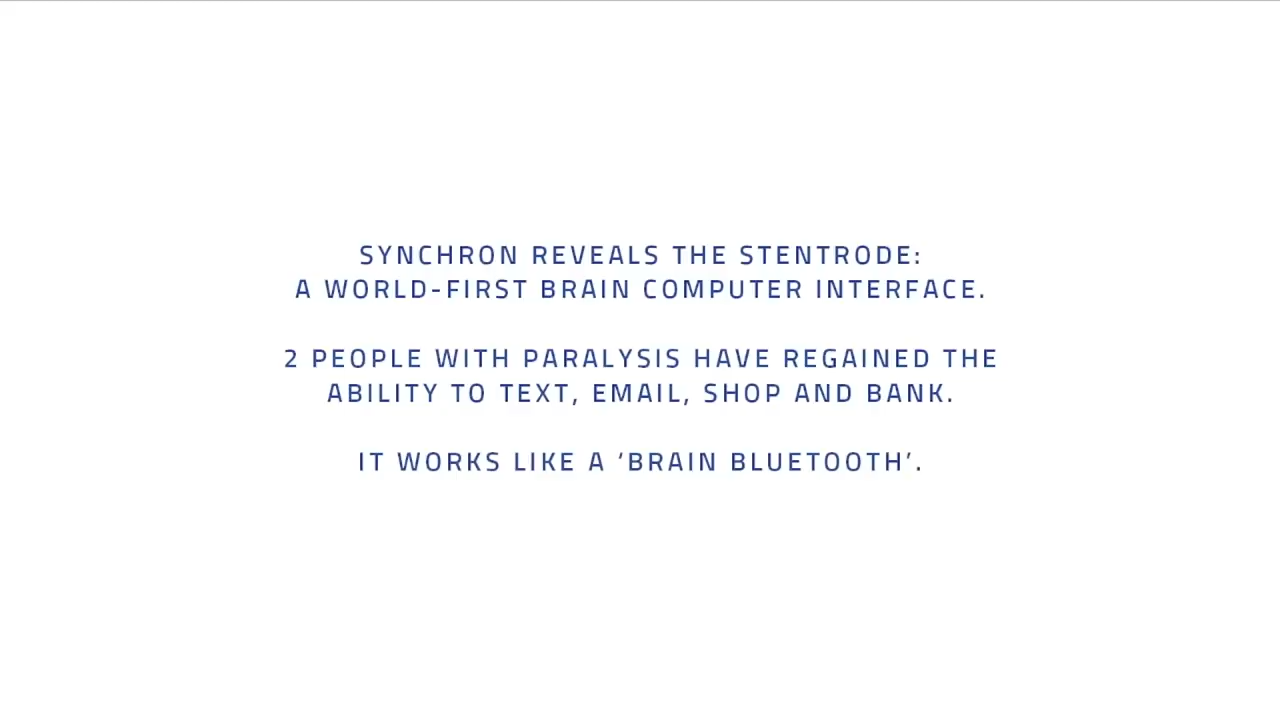 SYNCHRON REVEALS THE STENTRODE:
A WORLD-FIRST BRAIN COMPUTER INTERFACE.
2 PEOPLE WITH PARALYSIS HAVE REGAINED THE
ABILITY TO TEXT, EMAIL, SHOP AND BANK.
IT WORKS LIKE A ‘BRAIN BLUETOOTH’.